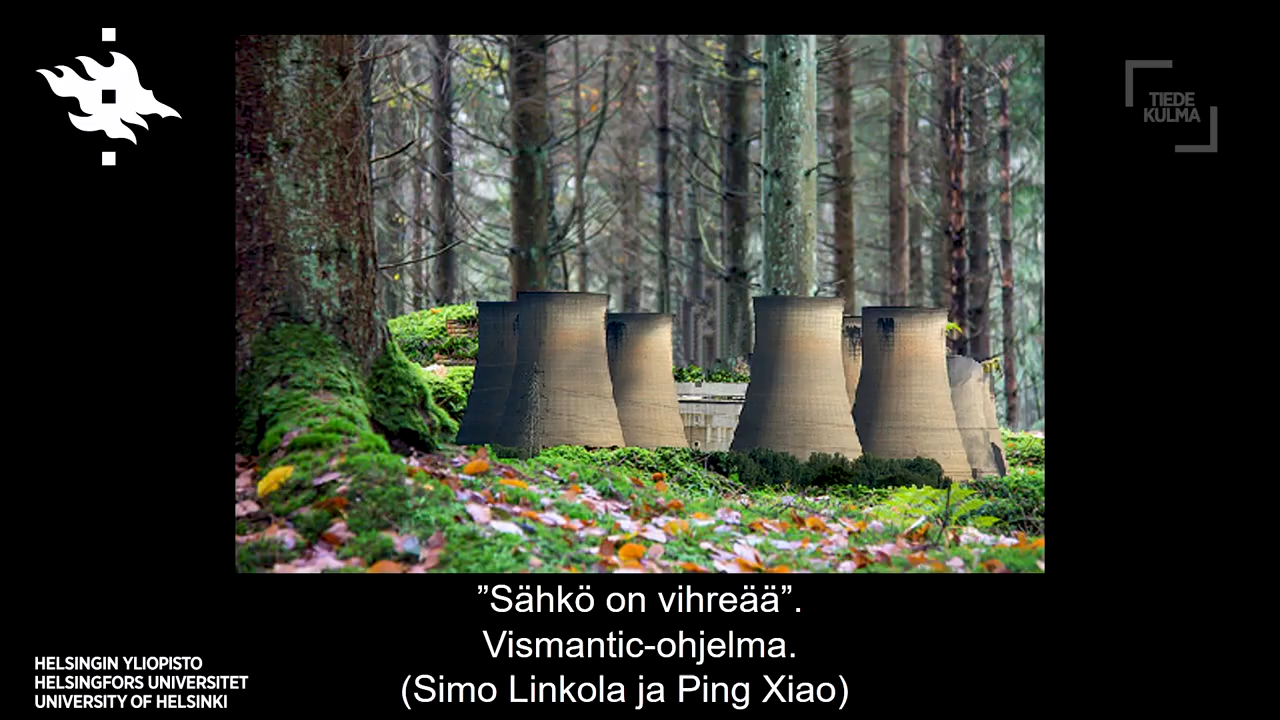 TIEDE
KULMA
”Sähkö on vihreää”.
Vismantic-ohjelma.
(Simo Linkola ja Ping Xiao)
HELSINGIN YLIOPISTO
HELSINGFORS UNIVERSITET
UNIVERSITY OF HELSINKI